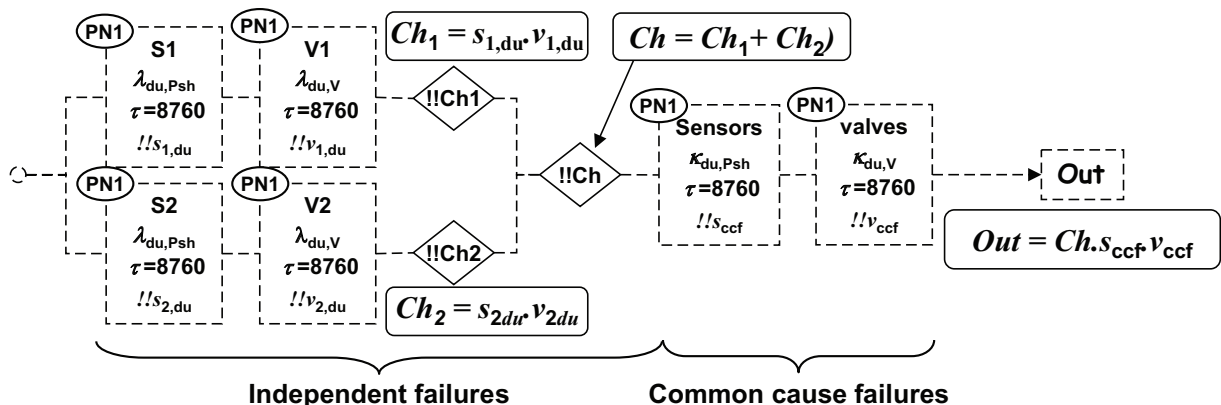 PN1
S1
λdu,Psh
τ=8760
!!s1,du
PN1
V1
λdu,V
τ=8760
!!v1,du
Ch1 = s1,du.v1,du
!!Ch1
Ch = Ch1+ Ch2)
PN1
S2
λdu,Psh
τ=8760
!!s2,du
PN1
V2
λdu,V
τ=8760
!!v2,du
!!Ch2
Ch2 = s2du.v2du
!!Ch
PN1
Sensors
κdu,Psh
τ=8760
!!sccf
PN1
valves
κdu,V
τ=8760
!!vccf
Out
Out = Ch.sccf.vccf
Independent failures
Common cause failures